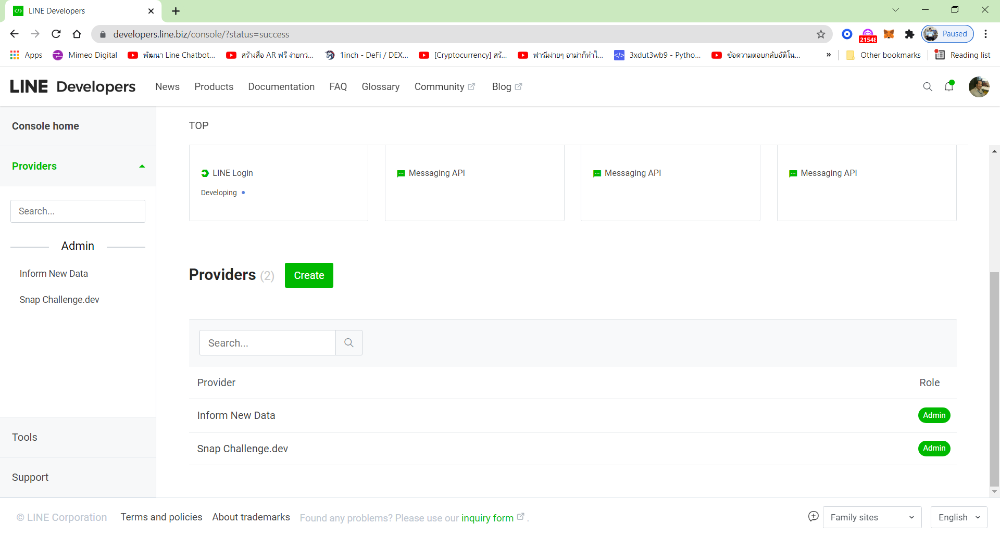 LINE Developers
developers.line.biz/console/?status=success
21548
Paused
Apps
Mimeo Digital
พัฒนา Line Chatbot...
สร้างสื่อ AR ฟรี ง่ายกว่...
1inch - DeFi / DEX...
[Cryptocurrency] สร้...
ฟาร์มง่ายๆ อาม่าก็ทำไ...
3xdut3wb9 - Pytho...
ข้อความตอบกลับอัติโน...
»
Other bookmarks
Reading list
LINE Developers
News
Products
Documentation
FAQ
Glossary
Community
Blog
Console home
Providers
Search...
Admin
Inform New Data
Snap Challenge.dev
Tools
Support
TOP
LINE Login
Developing
Messaging API
Messaging API
Messaging API
Providers (2)
Create
Search...
Provider
Role
Inform New Data
Admin
Snap Challenge.dev
Admin
© LINE Corporation
Terms and policies
About trademarks
Found any problems? Please use our inquiry form .
Family sites
English